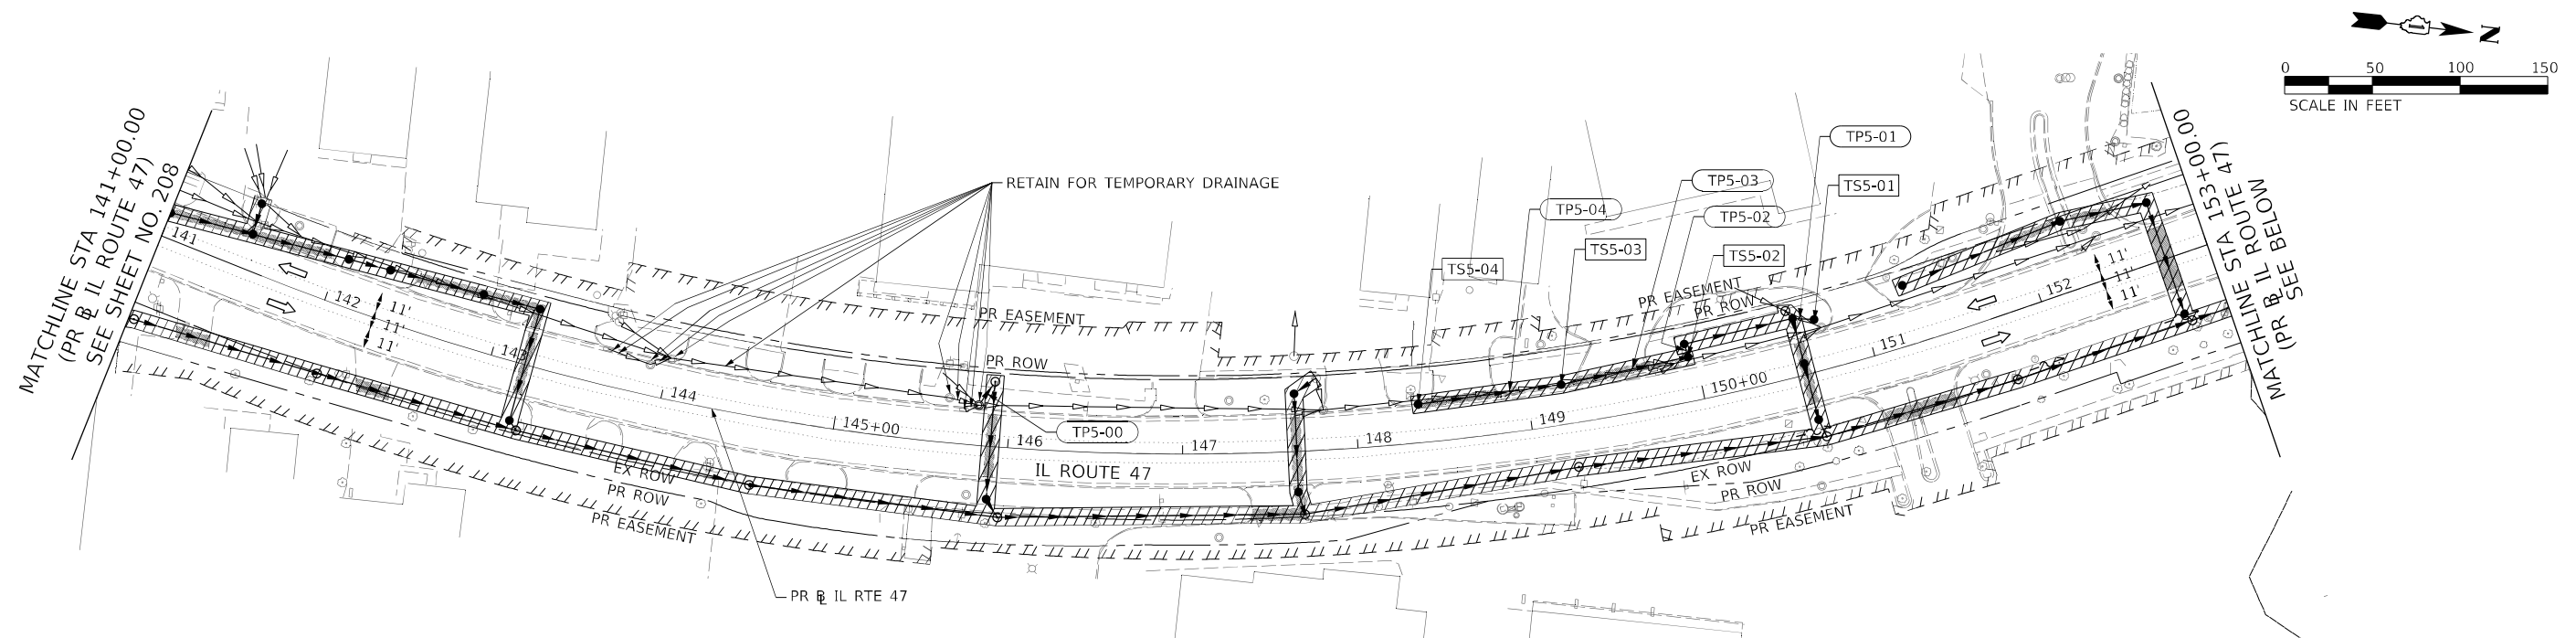 MATCHLINE STA 141+00.00
(PR BL IL ROUTE 47)
SEE SHEET NO. 208
141
142
143
144
145+00
146
147
148
149
150+00
151
152
11'
11'
11'
RETAIN FOR TEMPORARY DRAINAGE
PR EASEMENT
PR ROW
TP5-00
IL ROUTE 47
EX ROW
PR ROW
PR EASEMENT
PR BL IL RTE 47
TS5-04
TP5-04
TS5-03
TP5-03
TP5-02
TS5-02
TP5-01
TS5-01
PR EASEMENT
PR ROW
EX ROW
PR ROW
PR EASEMENT
11'
11'
11'
MATCHLINE STA 153+00.00
(PR BL IL ROUTE 47)
SEE BELOW
N
0 50 100 150
SCALE IN FEET